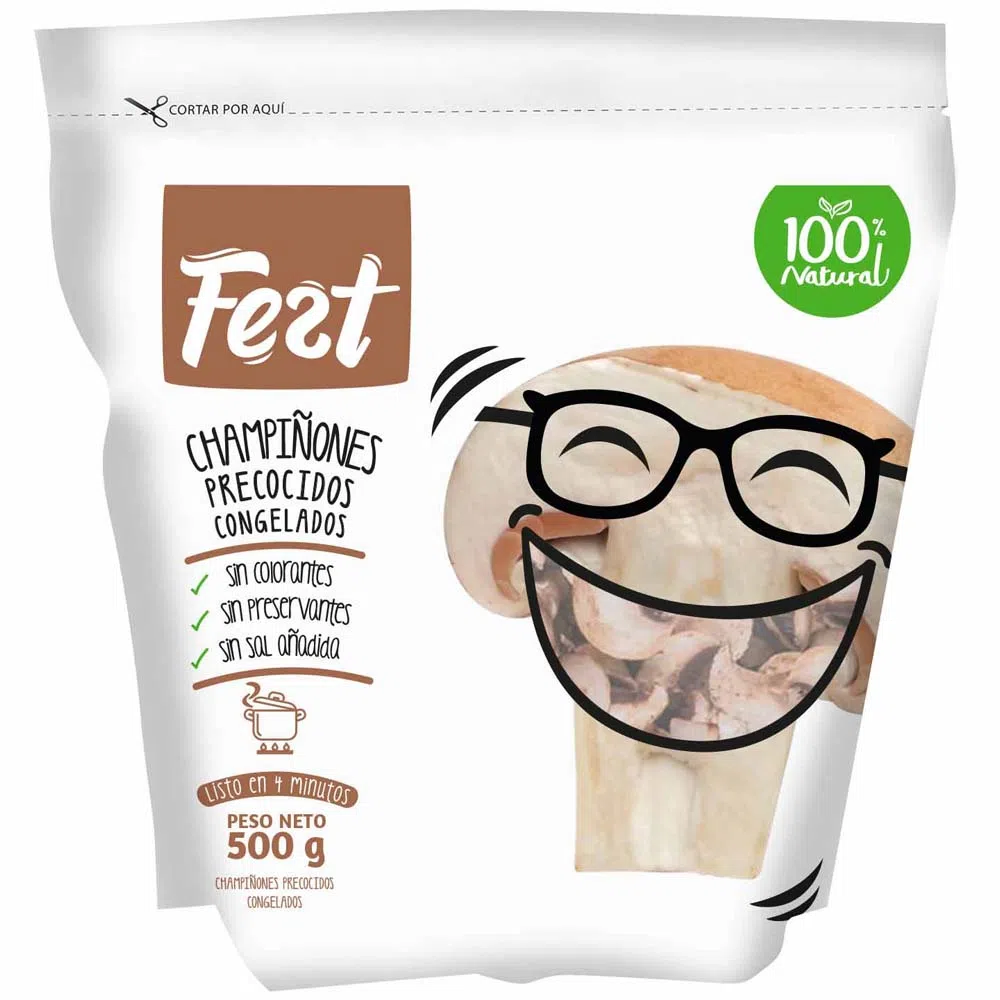 CORTAR POR AQUÍ
Fest
100%
Natural
CHAMPIÑONES
PRECOCIDOS
CONGELADOS
sin colorantes
sin preservantes
sin sal añadida
Listo en 4 minutos
PESO NETO
500 g
CHAMPIÑONES PRECOCIDOS
CONGELADOS